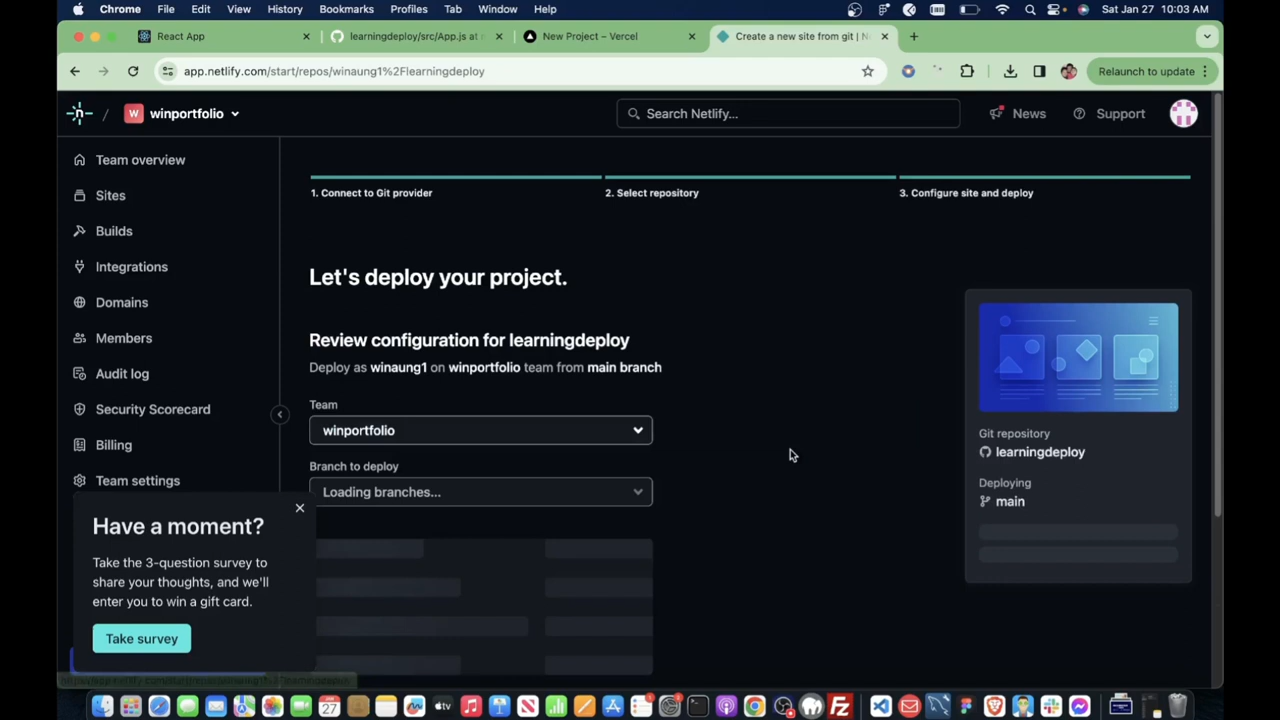 Chrome File Edit View History Bookmarks Profiles Tab Window Help Sat Jan 27 10:03 AM
React App learningdeploy/src/App.js at New Project – Vercel Create a new site from git | N
app.netlify.com/start/repos/winaung1%2Flearningdeploy Relaunch to update
/ W winportfolio Search Netlify... News Support
Team overview
Sites
Builds
Integrations
Domains
Members
Audit log
Security Scorecard
Billing
Team settings
Have a moment?
Take the 3-question survey to
share your thoughts, and we'll
enter you to win a gift card.
Take survey
1. Connect to Git provider 2. Select repository 3. Configure site and deploy
Let's deploy your project.
Review configuration for learningdeploy
Deploy as winaung1 on winportfolio team from main branch
Team
winportfolio
Branch to deploy
Loading branches...
Git repository
learningdeploy
Deploying
main